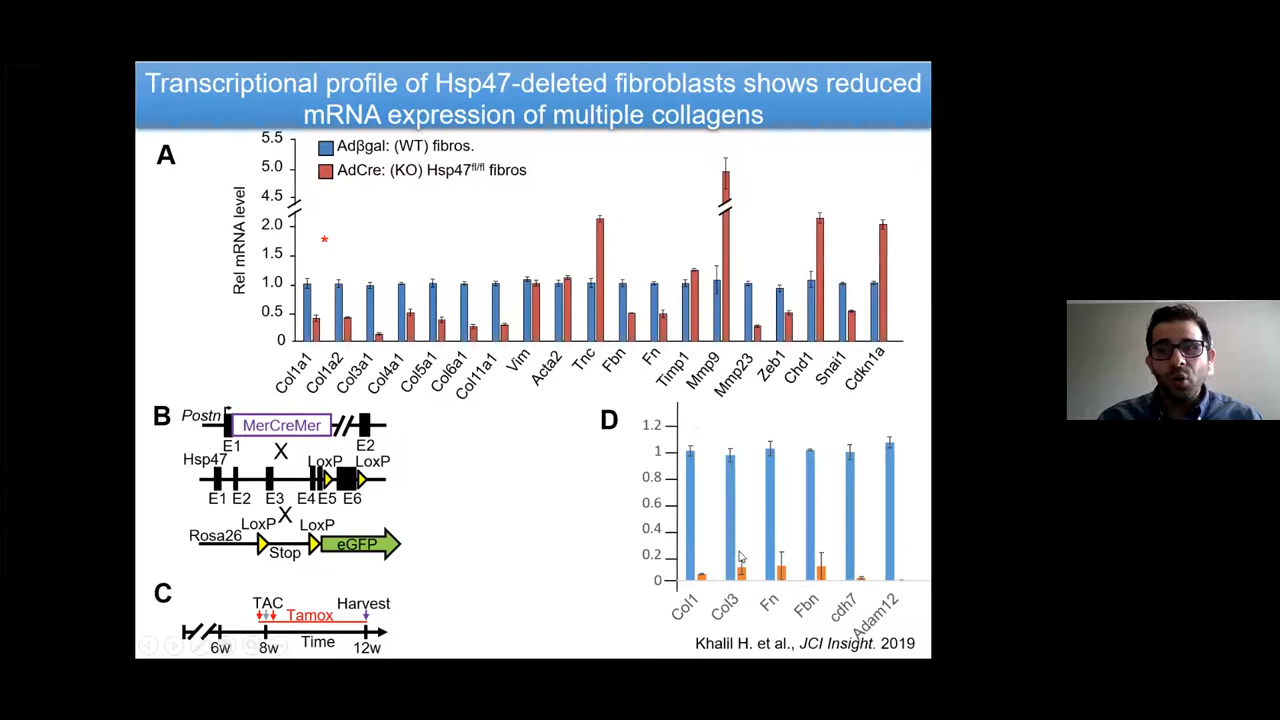 Transcriptional profile of Hsp47-deleted fibroblasts shows reduced
mRNA expression of multiple collagens
A
Adβgal: (WT) fibros.
AdCre: (KO) Hsp47fl/fl fibros
Rel mRNA level
5.5
5.0
4.5
2.0
1.5
1.0
0.5
0
*
Col1a1
Col1a2
Col3a1
Col4a1
Col5a1
Col6a1
Col11a1
Vim
Acta2
Tnc
Fbn
Fn
Timp1
Mmp9
Mmp23
Zeb1
Chd1
Snai1
Cdkn1a
B
Postn
MerCreMer
E1
E2
X
Hsp47
LoxP
LoxP
E1 E2 E3 E4 E5 E6
X
LoxP
LoxP
Rosa26
Stop
eGFP
C
TAC
Harvest
Tamox
Time
6w
8w
12w
D
1.2
1
0.8
0.6
0.4
0.2
0
Col1
Col3
Fn
Fbn
cdh7
Adam12
Khalil H. et al., JCI Insight. 2019